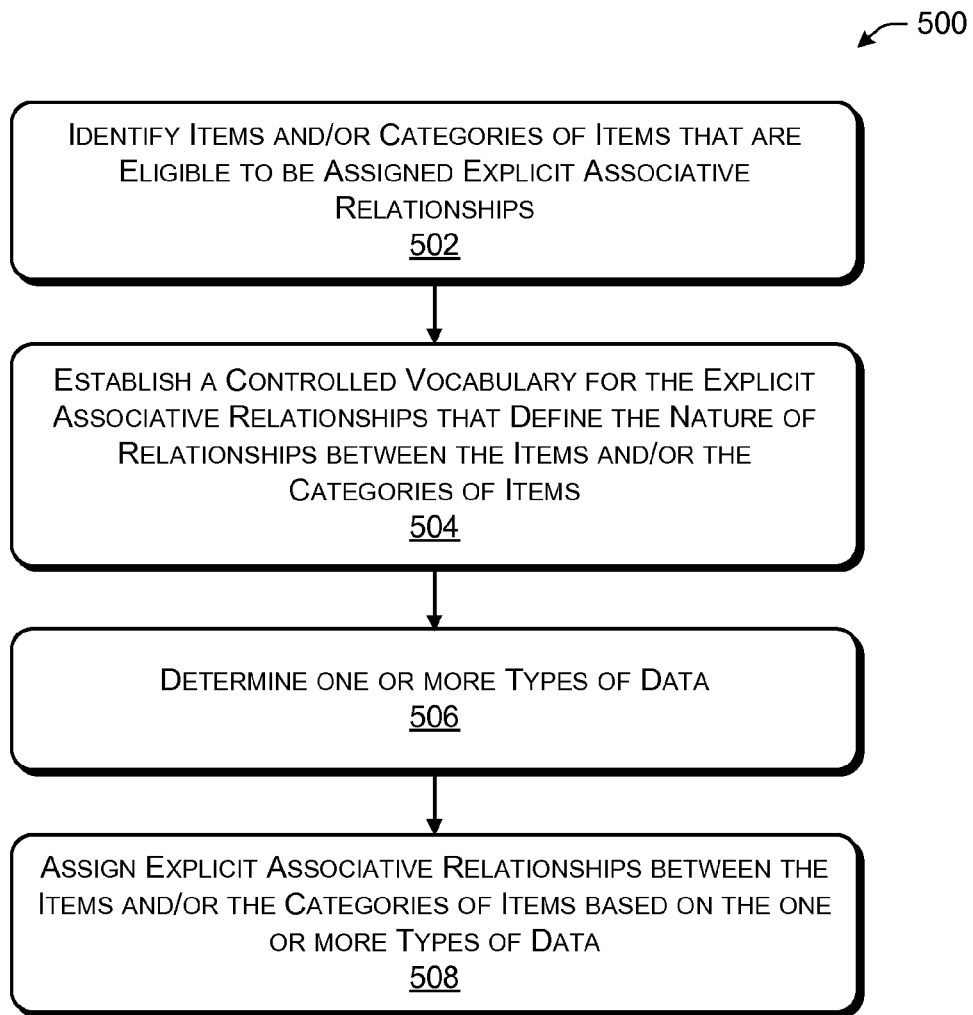 500
IDENTIFY ITEMS AND/OR CATEGORIES OF ITEMS THAT ARE
ELIGIBLE TO BE ASSIGNED EXPLICIT ASSOCIATIVE
RELATIONSHIPS
502
ESTABLISH A CONTROLLED VOCABULARY FOR THE EXPLICIT
ASSOCIATIVE RELATIONSHIPS THAT DEFINE THE NATURE OF
RELATIONSHIPS BETWEEN THE ITEMS AND/OR THE
CATEGORIES OF ITEMS
504
DETERMINE ONE OR MORE TYPES OF DATA
506
ASSIGN EXPLICIT ASSOCIATIVE RELATIONSHIPS BETWEEN THE
ITEMS AND/OR THE CATEGORIES OF ITEMS BASED ON THE ONE
OR MORE TYPES OF DATA
508